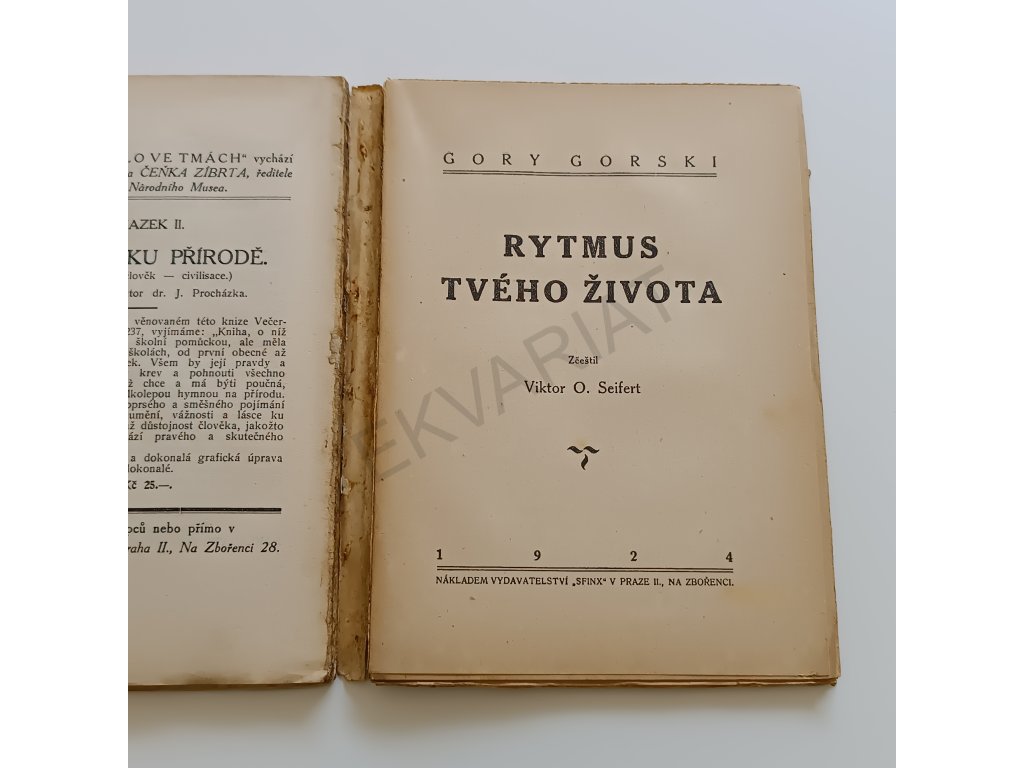 LOVE TMÁCH" vychází
a ČEŇKA ZÍBRTA, ředitele
Národního Musea.
AZEK II.
KU PŘÍRODĚ.
člověk — civilisace.)
tor dr. J. Procházka.
věnovaném této knize Večer-
237, vyjímáme: „Kniha, o níž
školní pomůckou, ale měla
školách, od první obecné až
ek. Všem by její pravdy a
krev a pohnouti všechno
ž chce a má býti poučná,
lkolepou hymnou na přírodu.
oprsého a směšného pojímání
umění, vážnosti a lásce ku
ž důstojnost člověka, jakožto
ází pravého a skutečného
a dokonalá grafická úprava
dokonalé.
Kč 25.—.
oců nebo přímo v
raha II., Na Zbořenci 28.
GORY GORSKI
RYTMUS
TVÉHO ŽIVOTA
Zčeštil
Viktor O. Seifert
1 9 2 4
NÁKLADEM VYDAVATELSTVÍ „SFINX" V PRAZE II., NA ZBOŘENCI.
EKVARIAT